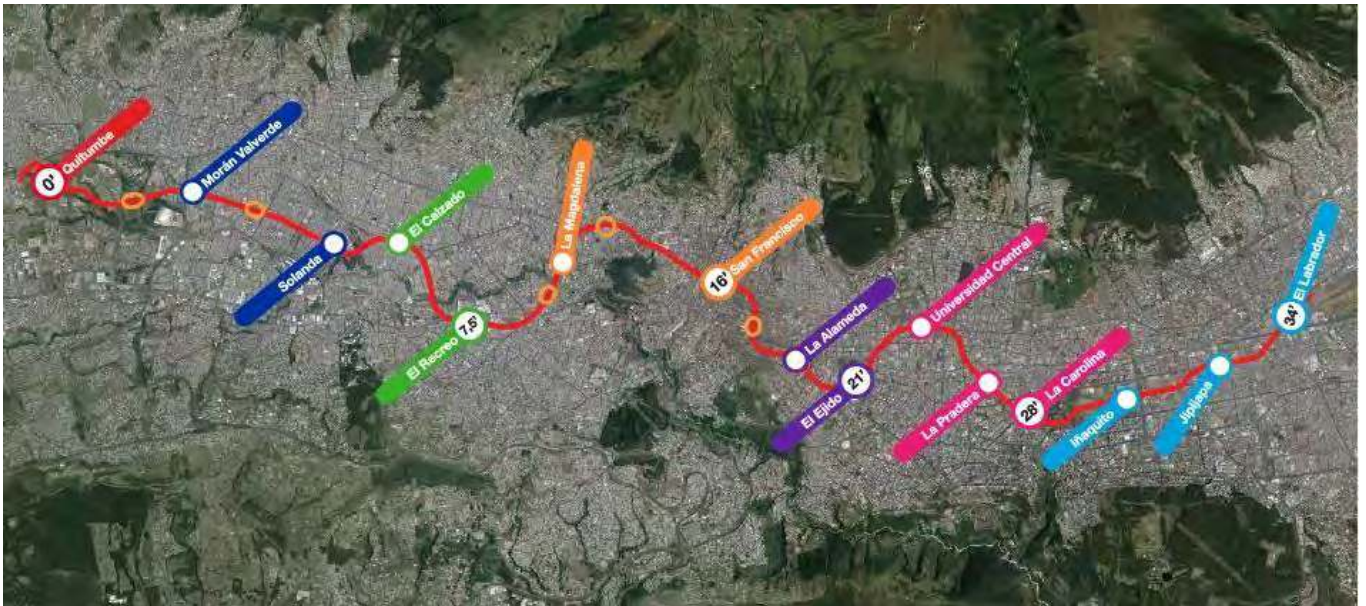 0'
Quitumbe
Morán Valverde
Solanda
El Calzado
7,5'
El Recreo
La Magdalena
16'
San Francisco
La Alameda
21'
El Ejido
Universidad Central
La Pradera
28'
La Carolina
Iñaquito
Jipijapa
34'
El Labrador